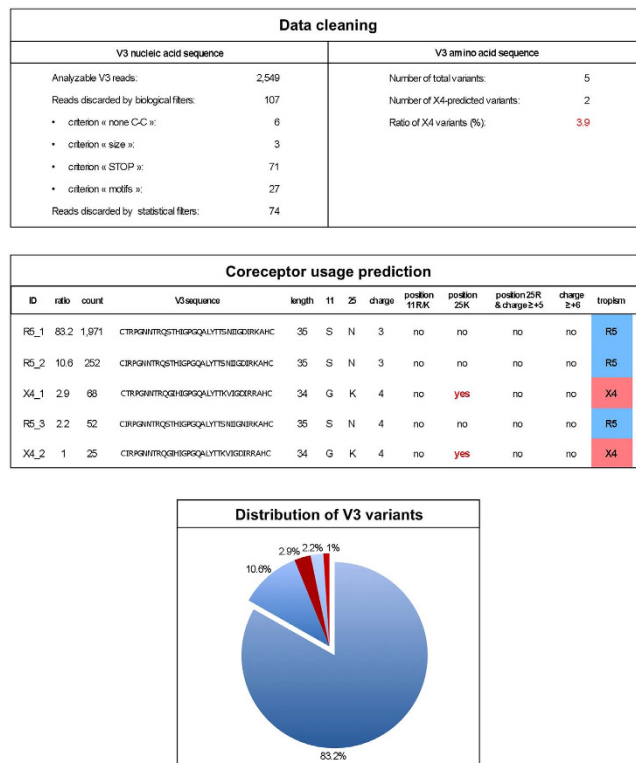 Data cleaning
V3 nucleic acid sequence
Analyzable V3 reads: 2,549
Reads discarded by biological filters: 107
• criterion « none C-C »: 6
• criterion « size »: 3
• criterion « STOP »: 71
• criterion « motifs »: 27
Reads discarded by statistical filters: 74
V3 amino acid sequence
Number of total variants: 5
Number of X4-predicted variants: 2
Ratio of X4 variants (%): 3.9
Coreceptor usage prediction
ID ratio count V3 sequence length 11 25 charge position 11R/K position 25K position 25R & charge ≥+5 charge ≥+6 tropism
R5_1 83.2 1,971 CTRPGNNTRQSTHIGPGQALYTTSNIIGDIRKAHC 35 S N 3 no no no no R5
R5_2 10.6 252 CIRPGNNTRQSTHIGPGQALYTTSNIIGDIRKAHC 35 S N 3 no no no no R5
X4_1 2.9 68 CTRPGNNTRQGIHIGPGQALYTTKVIGDIRRAHC 34 G K 4 no yes no no X4
R5_3 2.2 52 CIRPGNNTRQSTHIGPGQALYTTSNIIGNIRKAHC 35 S N 4 no no no no R5
X4_2 1 25 CIRPGNNTRQGIHIGPGQALYTTKVIGDIRRAHC 34 G K 4 no yes no no X4
Distribution of V3 variants
2.9% 2.2% 1%
10.6%
83.2%